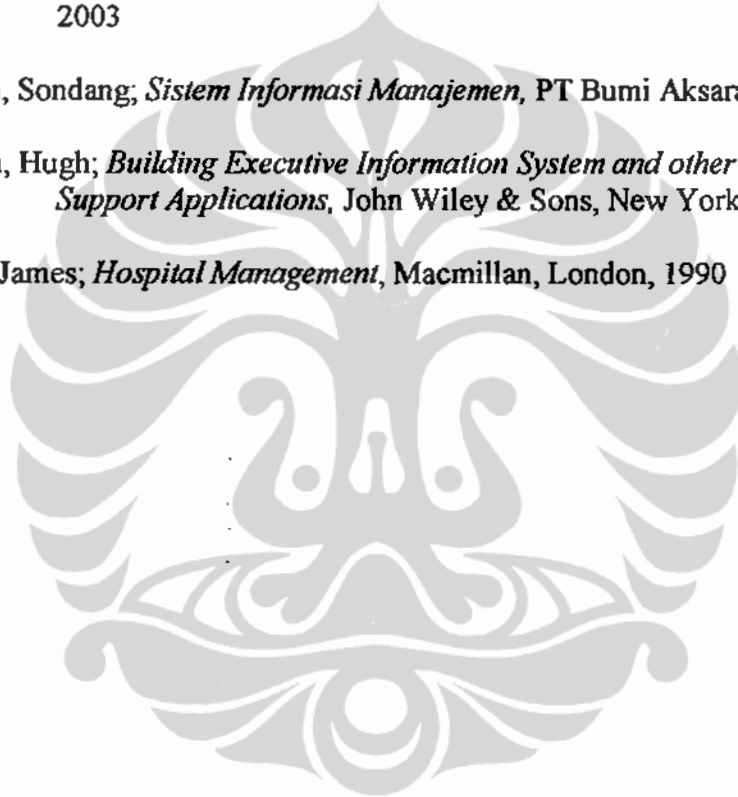 2003
, Sondang; Sistem Informasi Manajemen, PT Bumi Aksara
, Hugh; Building Executive Information System and other
Support Applications, John Wiley & Sons, New York
James; Hospital Management, Macmillan, London, 1990